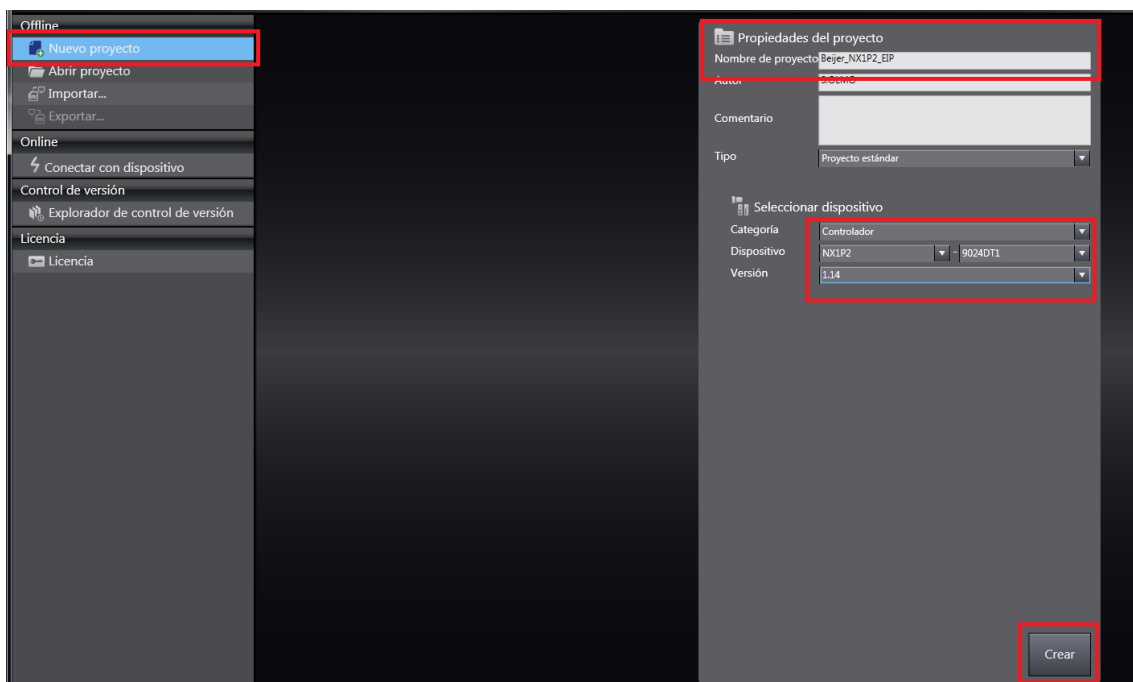 Offline
Nuevo proyecto
Abrir proyecto
Importar...
Exportar...
Online
Conectar con dispositivo
Control de versión
Explorador de control de versión
Licencia
Licencia
Propiedades del proyecto
Nombre de proyecto Beijer_NX1P2_EIP
Autor S.OLMO
Comentario
Tipo Proyecto estándar
Seleccionar dispositivo
Categoría Controlador
Dispositivo NX1P2 - 9024DT1
Versión 1.14
Crear